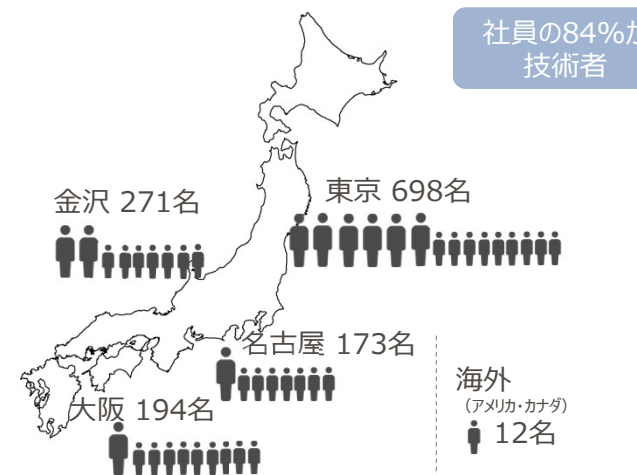 社員の84%が
技術者
金沢 271名
東京 698名
名古屋 173名
大阪 194名
海外
（アメリカ・カナダ）
12名